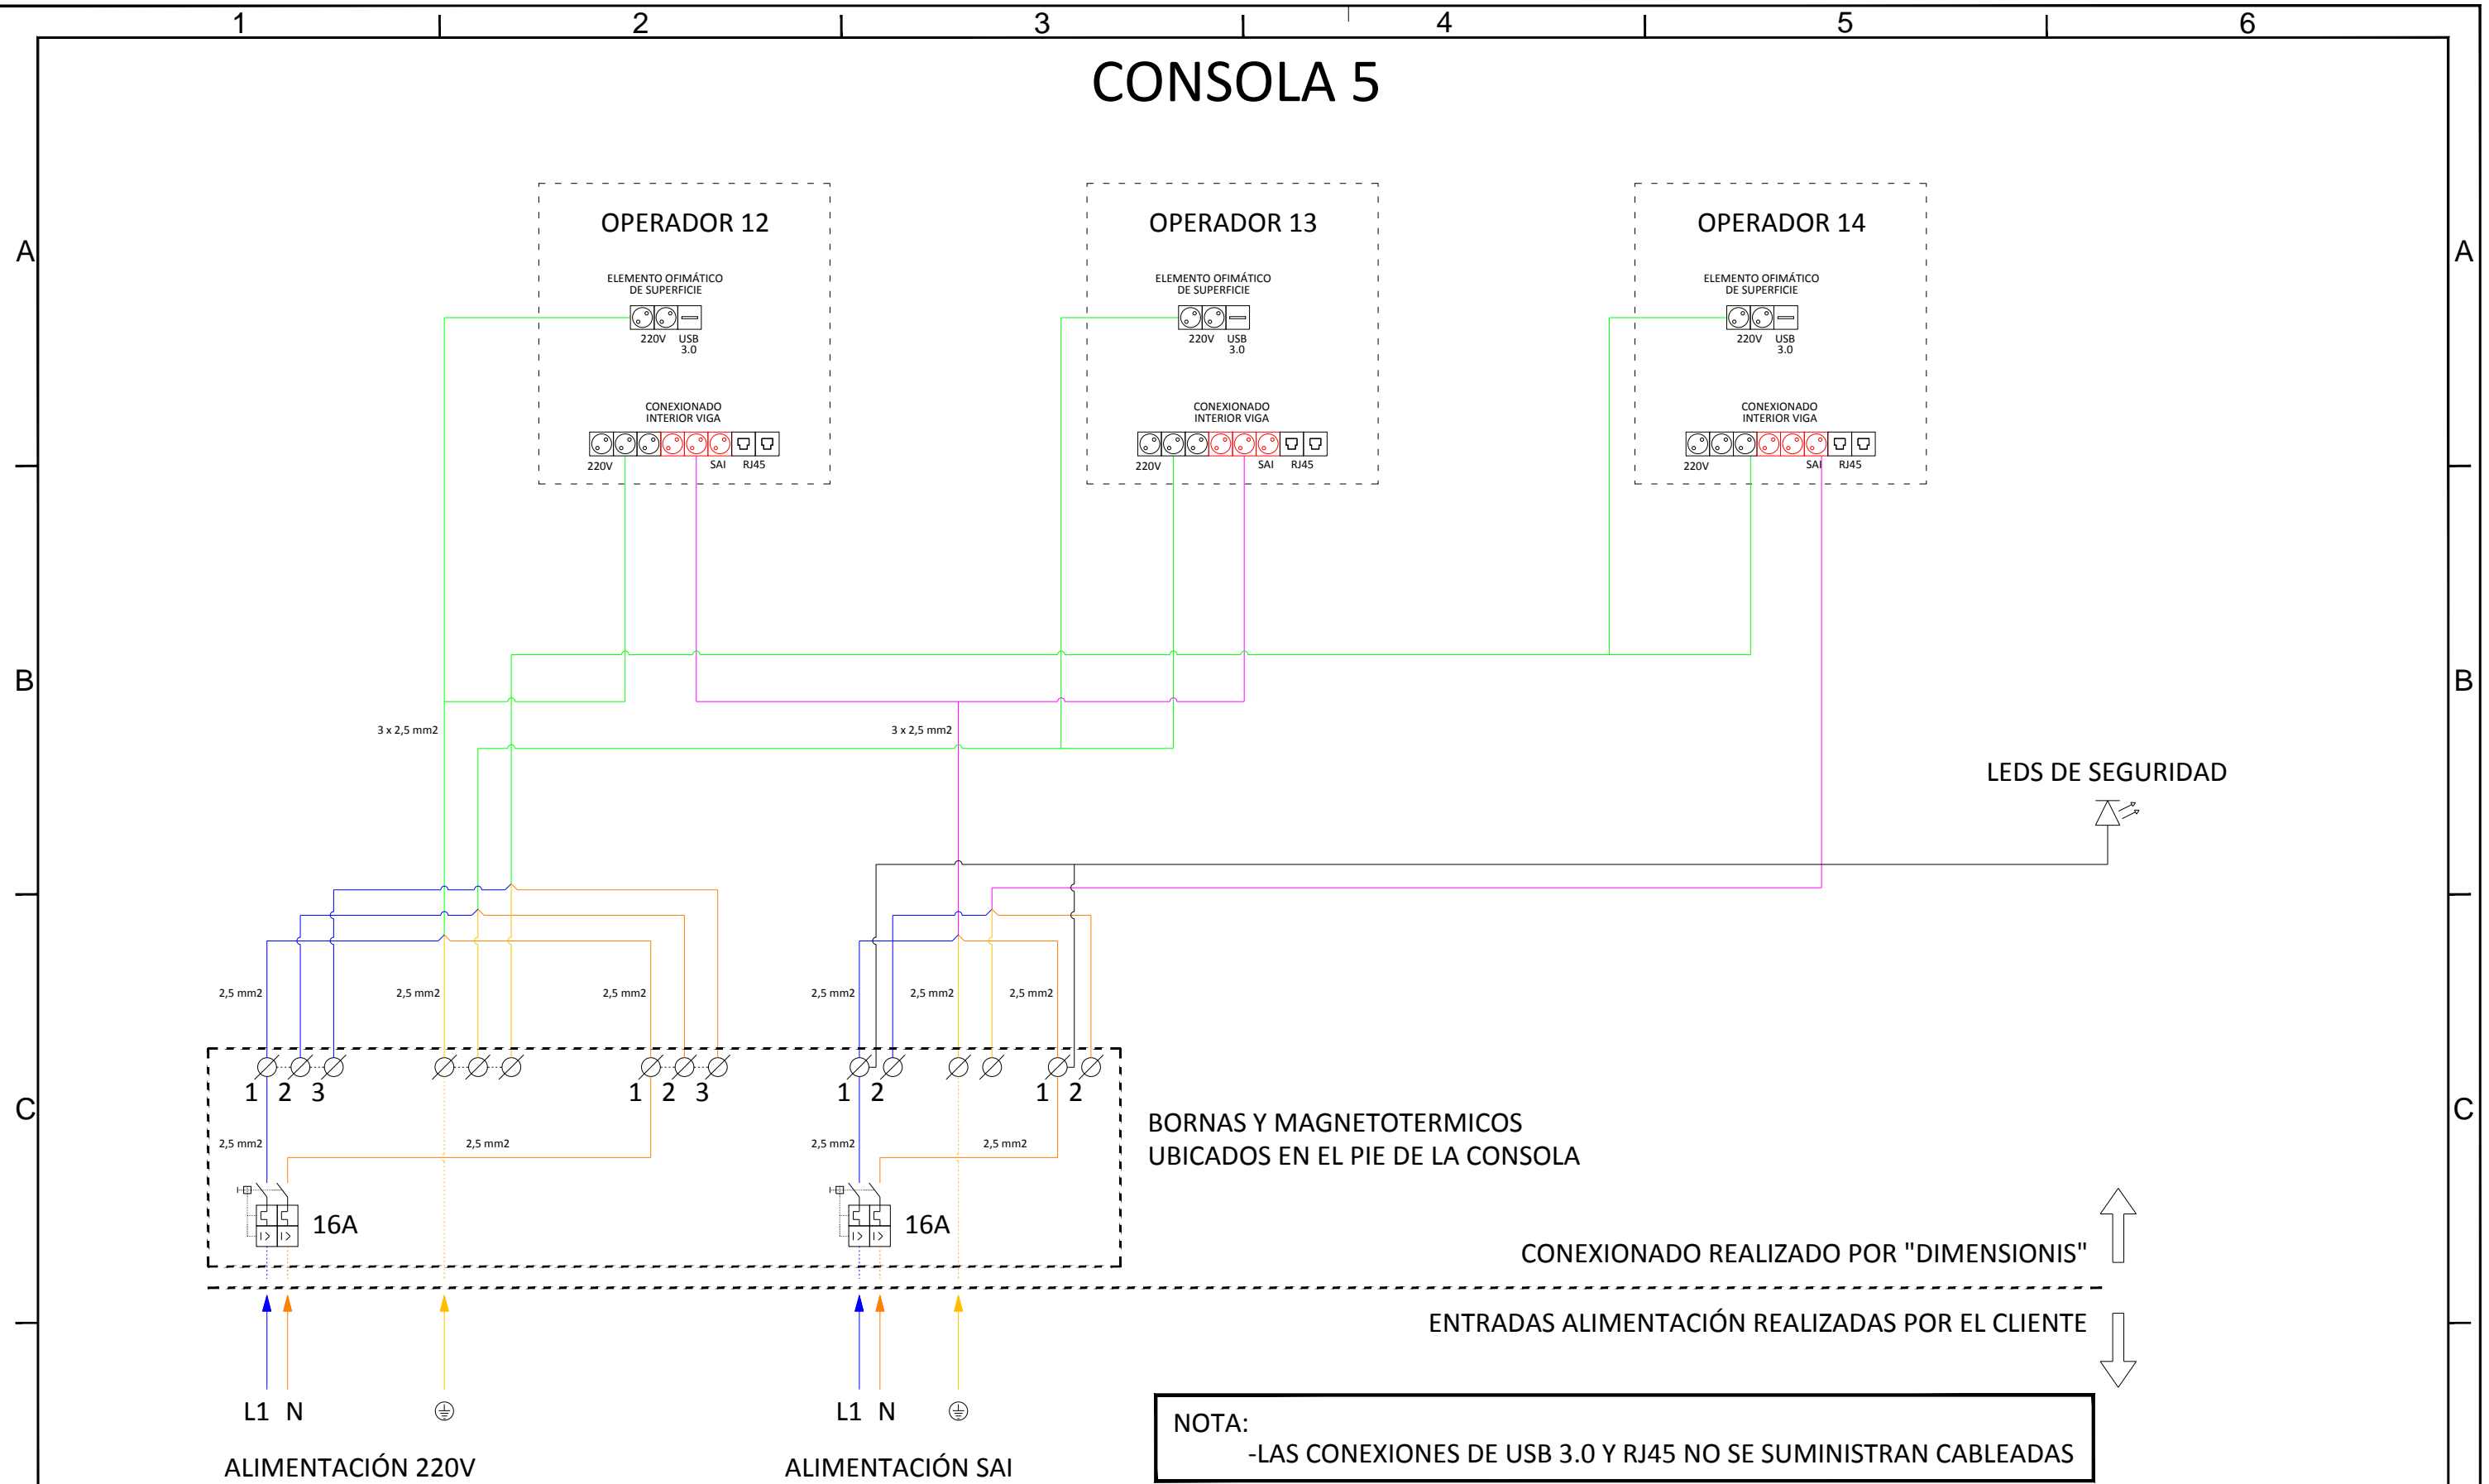 1 2 3 4 5 6
CONSOLA 5
A A
OPERADOR 12
ELEMENTO OFIMÁTICO
DE SUPERFICIE
220V USB
3.0
CONEXIONADO
INTERIOR VIGA
220V SAI RJ45
OPERADOR 13
ELEMENTO OFIMÁTICO
DE SUPERFICIE
220V USB
3.0
CONEXIONADO
INTERIOR VIGA
220V SAI RJ45
OPERADOR 14
ELEMENTO OFIMÁTICO
DE SUPERFICIE
220V USB
3.0
CONEXIONADO
INTERIOR VIGA
220V SAI RJ45
B B
3 x 2,5 mm2 3 x 2,5 mm2
LEDS DE SEGURIDAD
2,5 mm2 2,5 mm2 2,5 mm2 2,5 mm2 2,5 mm2 2,5 mm2
1 2 3 1 2 3 1 2 1 2
C C
2,5 mm2 2,5 mm2 2,5 mm2 2,5 mm2
BORNAS Y MAGNETOTERMICOS
UBICADOS EN EL PIE DE LA CONSOLA
I> I> 16A I> I> 16A
CONEXIONADO REALIZADO POR "DIMENSIONIS"
ENTRADAS ALIMENTACIÓN REALIZADAS POR EL CLIENTE
L1 N L1 N
ALIMENTACIÓN 220V ALIMENTACIÓN SAI
NOTA:
-LAS CONEXIONES DE USB 3.0 Y RJ45 NO SE SUMINISTRAN CABLEADAS